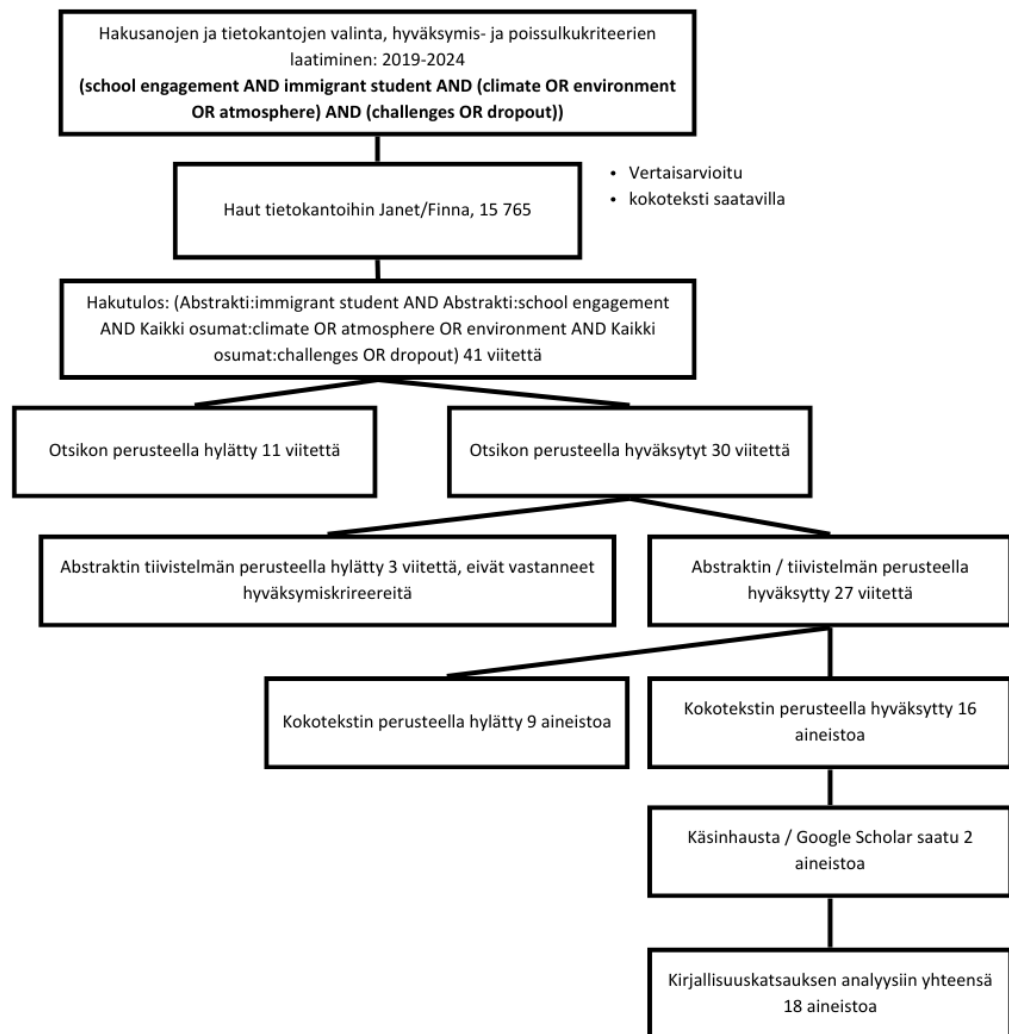 Hakusanojen ja tietokantojen valinta, hyväksymis- ja poissulkukriteerien
laatiminen: 2019-2024
(school engagement AND immigrant student AND (climate OR environment
OR atmosphere) AND (challenges OR dropout))
Haut tietokantoihin Janet/Finna, 15 765
• Vertaisarvioitu
• kokoteksti saatavilla
Hakutulos: (Abstrakti:immigrant student AND Abstrakti:school engagement
AND Kaikki osumat:climate OR atmosphere OR environment AND Kaikki
osumat:challenges OR dropout) 41 viitettä
Otsikon perusteella hylätty 11 viitettä
Otsikon perusteella hyväksytyt 30 viitettä
Abstraktin tiivistelmän perusteella hylätty 3 viitettä, eivät vastanneet
hyväksymiskrireereitä
Abstraktin / tiivistelmän perusteella
hyväksytty 27 viitettä
Kokotekstin perusteella hylätty 9 aineistoa
Kokotekstin perusteella hyväksytty 16
aineistoa
Käsinhausta / Google Scholar saatu 2
aineistoa
Kirjallisuuskatsauksen analyysiin yhteensä
18 aineistoa